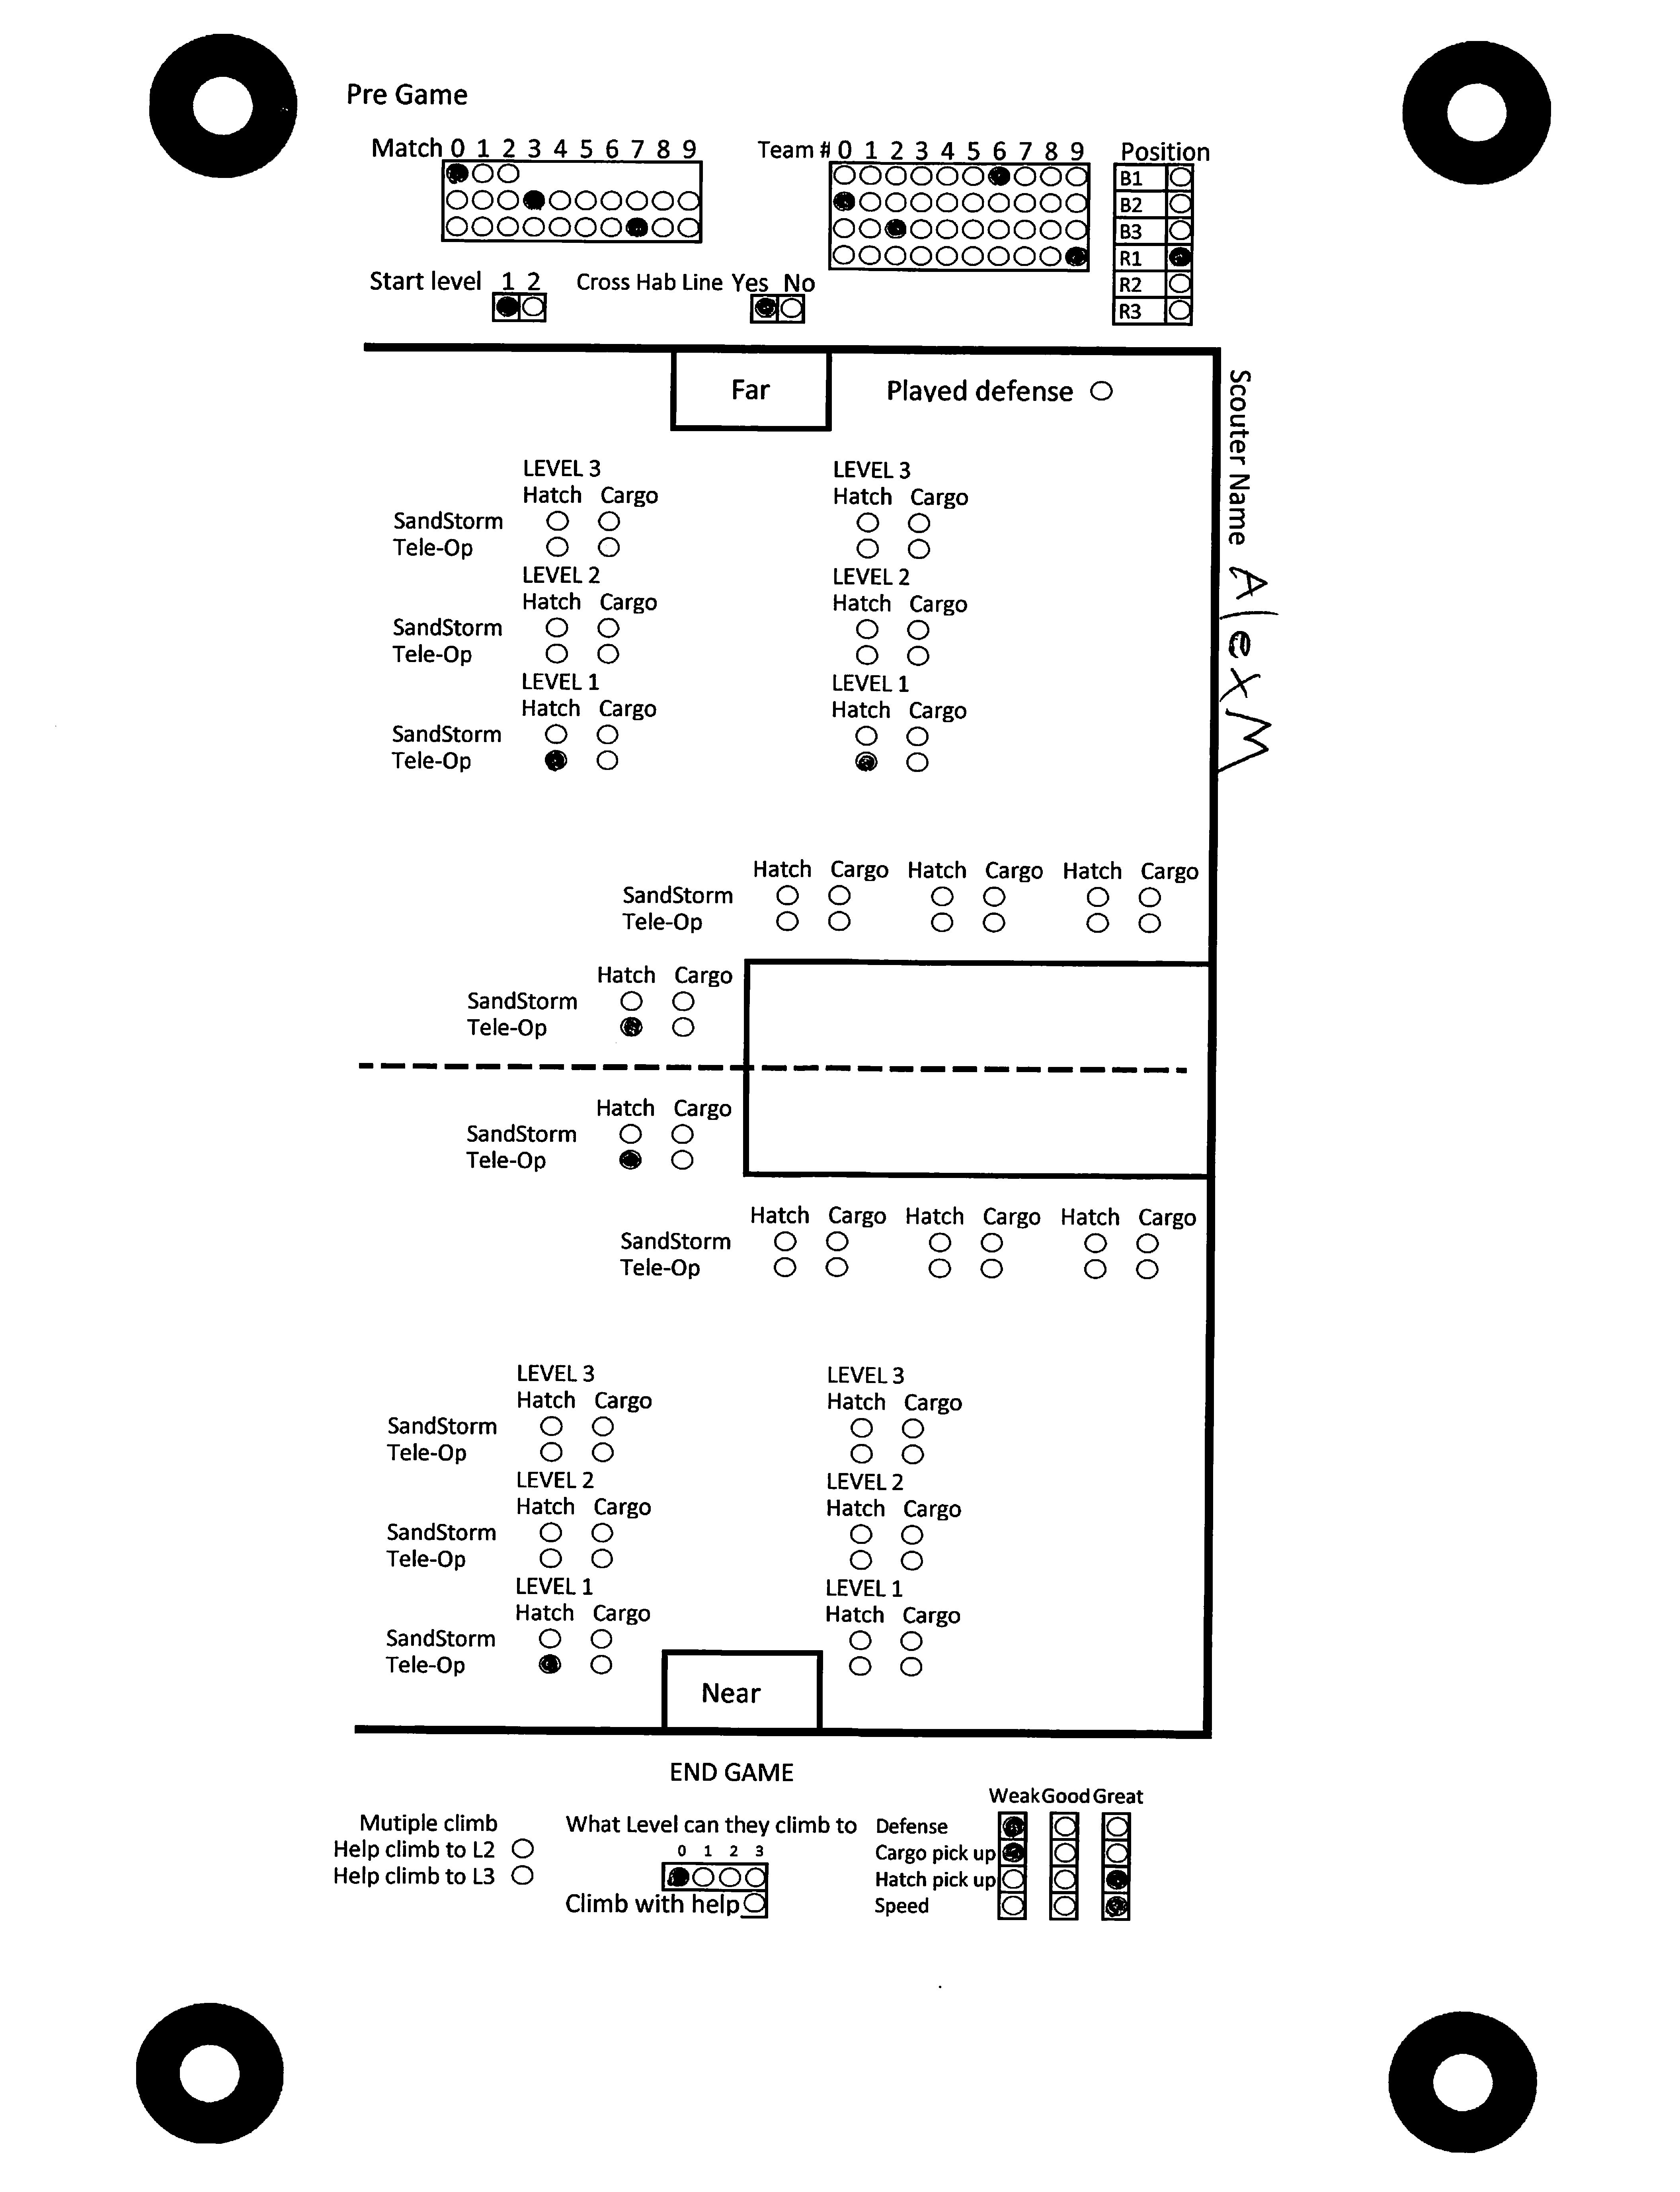 Pre Game
Match 0 1 2 3 4 5 6 7 8 9
Team # 0 1 2 3 4 5 6 7 8 9
Position
B1
B2
B3
R1
R2
R3
Start level 1 2
Cross Hab Line Yes No
Far
Played defense
Scouter Name AlexM
LEVEL 3 LEVEL 3
Hatch Cargo Hatch Cargo
SandStorm
Tele-Op
LEVEL 2 LEVEL 2
Hatch Cargo Hatch Cargo
SandStorm
Tele-Op
LEVEL 1 LEVEL 1
Hatch Cargo Hatch Cargo
SandStorm
Tele-Op
Hatch Cargo Hatch Cargo Hatch Cargo
SandStorm
Tele-Op
Hatch Cargo
SandStorm
Tele-Op
Hatch Cargo
SandStorm
Tele-Op
Hatch Cargo Hatch Cargo Hatch Cargo
SandStorm
Tele-Op
LEVEL 3 LEVEL 3
Hatch Cargo Hatch Cargo
SandStorm
Tele-Op
LEVEL 2 LEVEL 2
Hatch Cargo Hatch Cargo
SandStorm
Tele-Op
LEVEL 1 LEVEL 1
Hatch Cargo Hatch Cargo
SandStorm
Tele-Op
Near
END GAME
Mutiple climb
Help climb to L2
Help climb to L3
What Level can they climb to
0 1 2 3
Climb with help
Weak Good Great
Defense
Cargo pick up
Hatch pick up
Speed